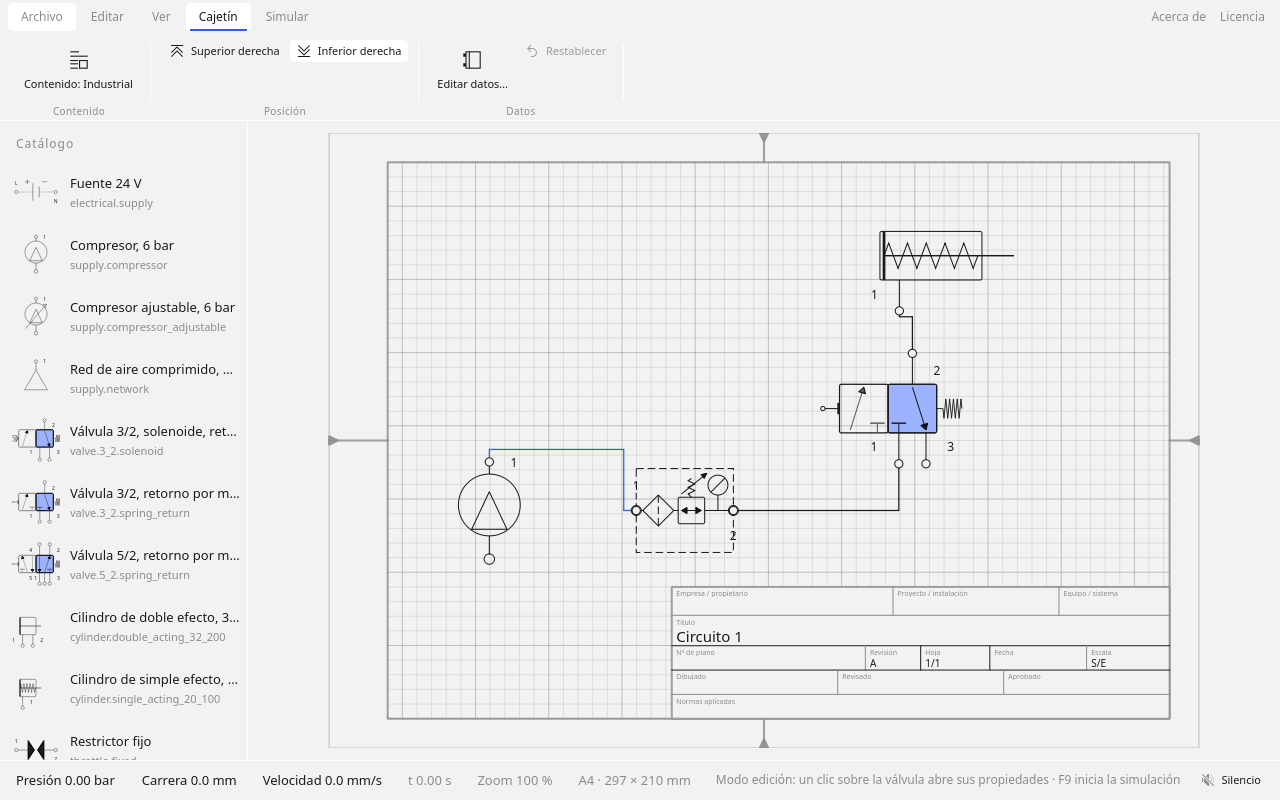 Archivo Editar Ver Cajetín Simular Acerca de Licencia
Contenido: Industrial
Superior derecha Inferior derecha
Editar datos... Restablecer
Contenido Posición Datos
Catálogo
Fuente 24 V
electrical.supply
Compresor, 6 bar
supply.compressor
Compresor ajustable, 6 bar
supply.compressor_adjustable
Red de aire comprimido, ...
supply.network
Válvula 3/2, solenoide, ret...
valve.3_2.solenoid
Válvula 3/2, retorno por m...
valve.3_2.spring_return
Válvula 5/2, retorno por m...
valve.5_2.spring_return
Cilindro de doble efecto, 3...
cylinder.double_acting_32_200
Cilindro de simple efecto, ...
cylinder.single_acting_20_100
Restrictor fijo
1
2
1 3
1
1
2
Empresa / propietario Proyecto / instalación Equipo / sistema
Título
Circuito 1
Nº de plano Revisión Hoja Fecha Escala
A 1/1 S/E
Dibujado Revisado Aprobado
Normas aplicadas
Presión 0.00 bar Carrera 0.0 mm Velocidad 0.0 mm/s t 0.00 s Zoom 100 % A4 · 297 × 210 mm Modo edición: un clic sobre la válvula abre sus propiedades · F9 inicia la simulación Silencio